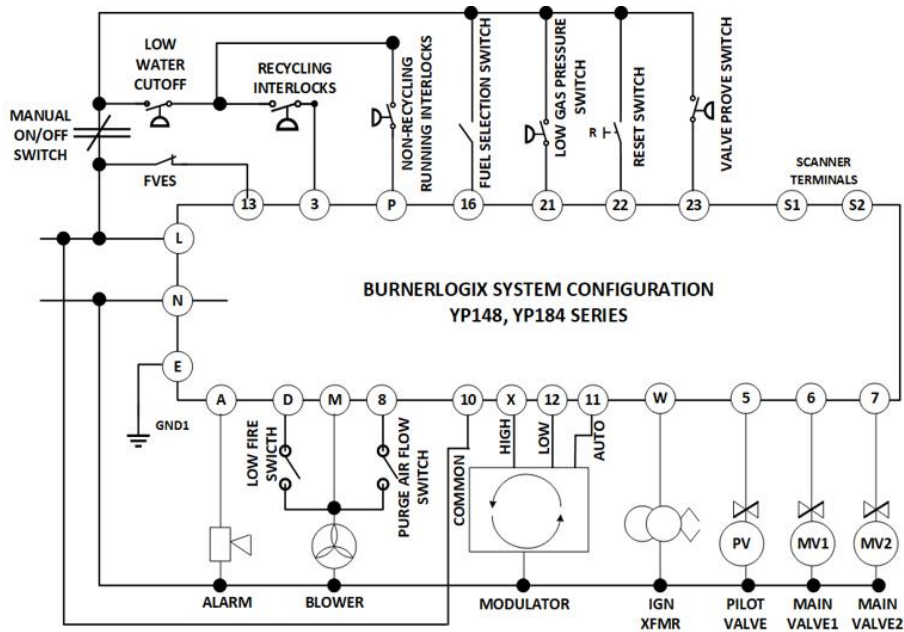 LOW
WATER
CUTOFF
RECYCLING
INTERLOCKS
MANUAL
ON/OFF
SWITCH
FVES
NON-RECYCLING
RUNNING INTERLOCKS
FUEL SELECTION SWITCH
LOW GAS PRESSURE
SWITCH
R
RESET SWITCH
VALVE PROVE SWITCH
SCANNER
TERMINALS
13
3
P
16
21
22
23
S1
S2
L
N
E
BURNERLOGIX SYSTEM CONFIGURATION
YP148, YP184 SERIES
A
D
M
8
10
X
12
11
W
5
6
7
GND1
LOW FIRE
SWICTH
PURGE AIR FLOW
SWITCH
COMMON
HIGH
LOW
AUTO
PV
MV1
MV2
ALARM
BLOWER
MODULATOR
IGN
XFMR
PILOT
VALVE
MAIN
VALVE1
MAIN
VALVE2